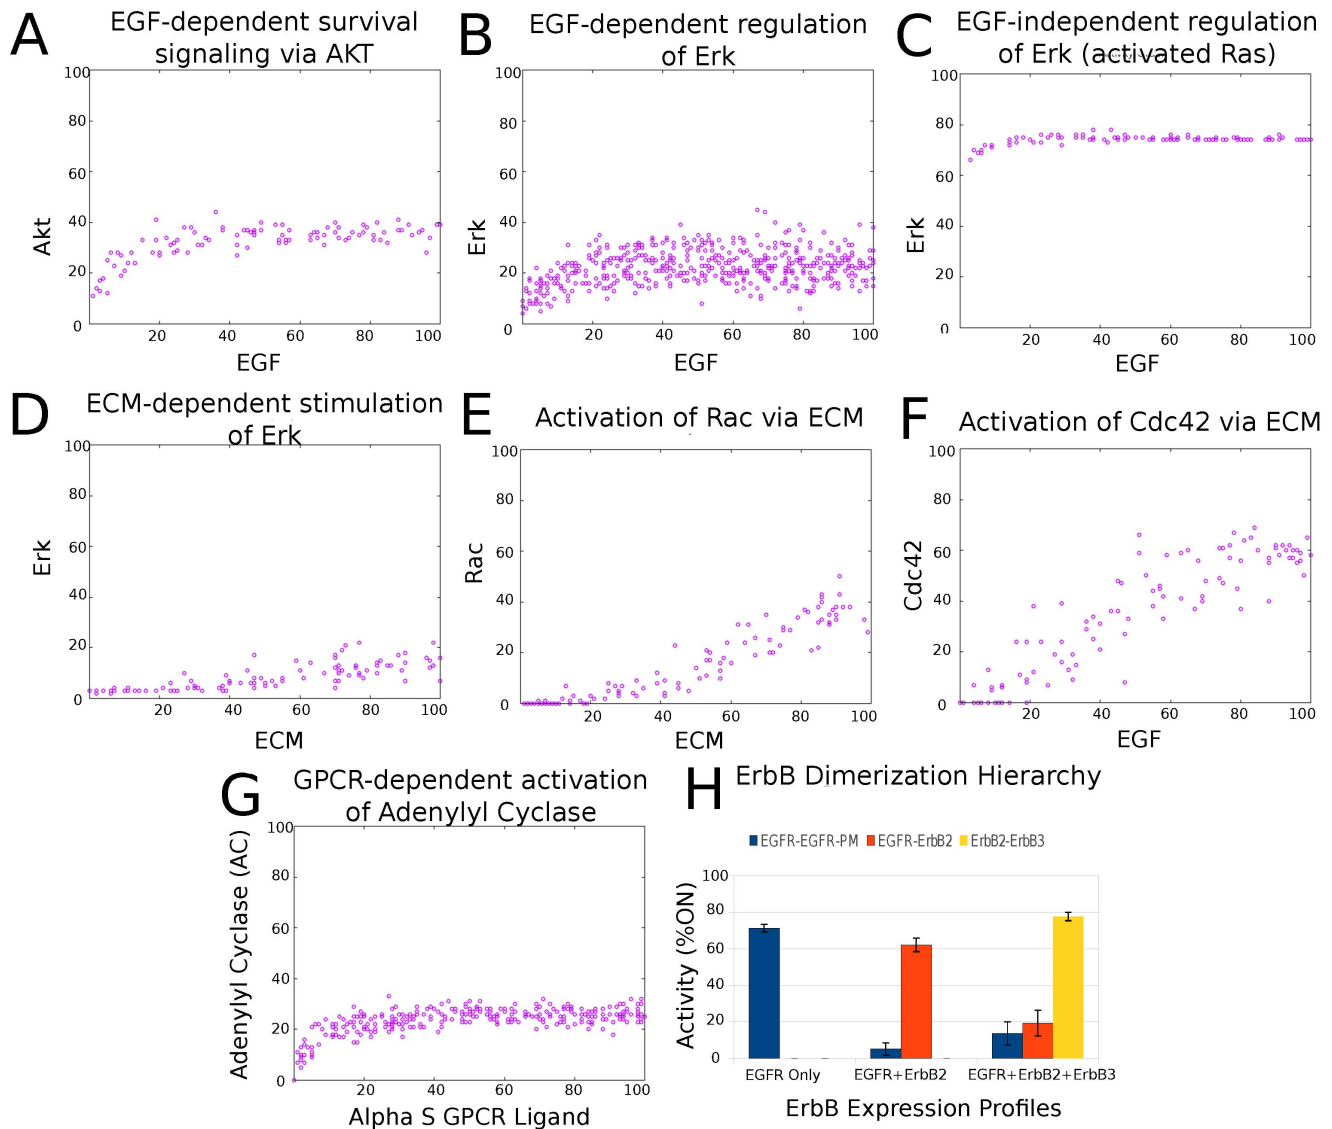 A
EGF-dependent survival
signaling via AKT
100
80
60
40
20
0
20
40
60
80
100
Akt
EGF
B
EGF-dependent regulation
of Erk
100
80
60
40
20
0
20
40
60
80
100
Erk
EGF
C
EGF-independent regulation
of Erk (activated Ras)
100
80
60
40
20
0
20
40
60
80
100
Erk
EGF
D
ECM-dependent stimulation
of Erk
100
80
60
40
20
0
20
40
60
80
100
Erk
ECM
E
Activation of Rac via ECM
100
80
60
40
20
0
20
40
60
80
100
Rac
ECM
F
Activation of Cdc42 via ECM
100
80
60
40
20
0
20
40
60
80
100
Cdc42
EGF
G
GPCR-dependent activation
of Adenylyl Cyclase
100
80
60
40
20
0
20
40
60
80
100
Adenylyl Cyclase (AC)
Alpha S GPCR Ligand
H
ErbB Dimerization Hierarchy
EGFR-EGFR-PM EGFR-ErbB2 ErbB2-ErbB3
100
80
60
40
20
0
Activity (%ON)
EGFR Only EGFR+ErbB2 EGFR+ErbB2+ErbB3
ErbB Expression Profiles